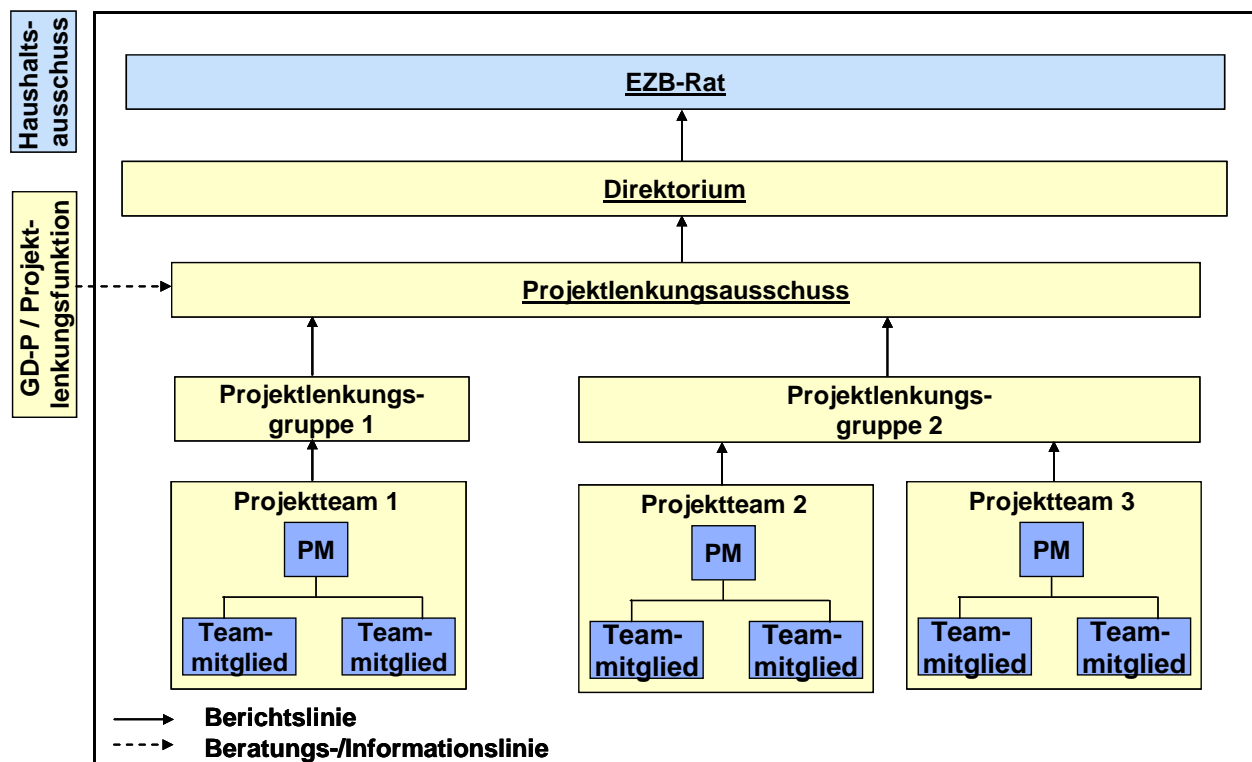 Haushalts-
ausschuss
EZB-Rat
Direktorium
GD-P / Projekt-
lenkungsfunktion
Projektlenkungsausschuss
Projektlenkungs-
gruppe 1
Projektlenkungs-
gruppe 2
Projektteam 1
PM
Team-
mitglied
Team-
mitglied
Projektteam 2
PM
Team-
mitglied
Team-
mitglied
Projektteam 3
PM
Team-
mitglied
Team-
mitglied
Berichtslinie
Beratungs-/Informationslinie